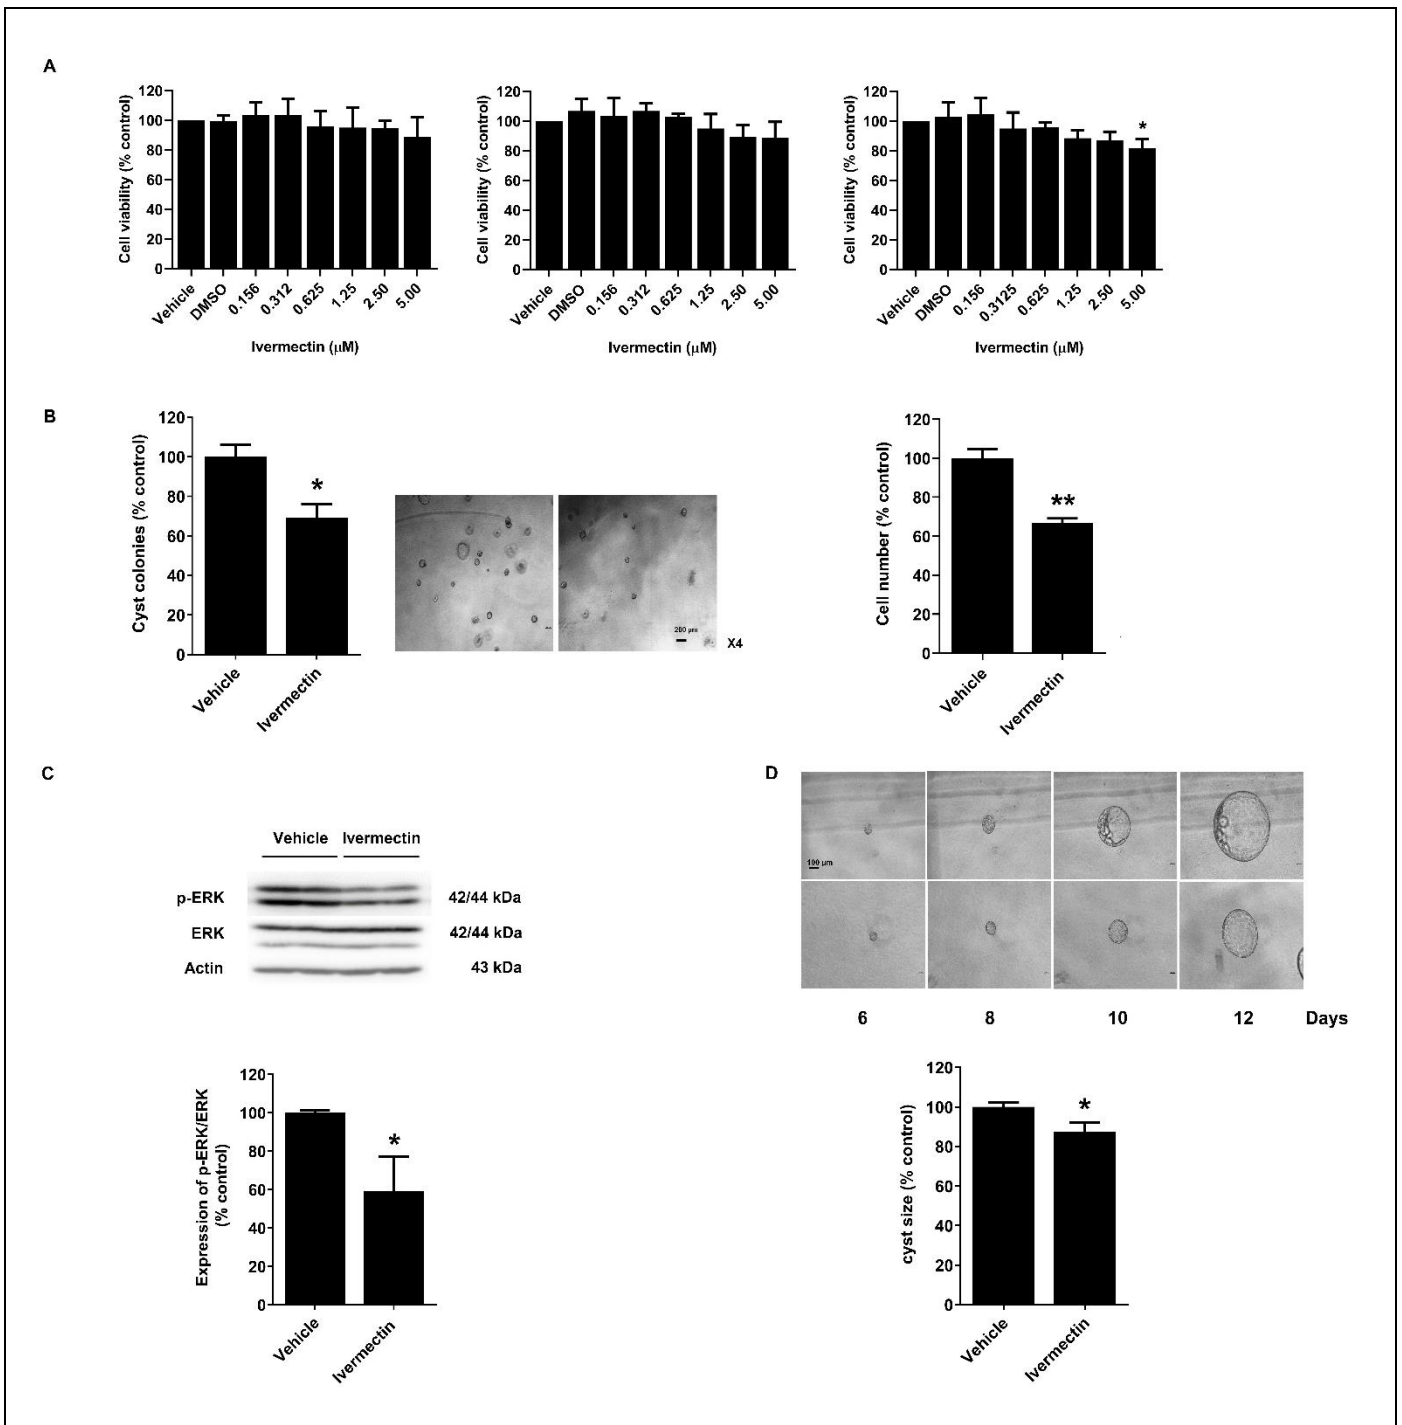 A
Cell viability (% control)
120
100
80
60
40
20
0
Vehicle
DMSO
0.156
0.312
0.625
1.25
2.50
5.00
Ivermectin (μM)
Cell viability (% control)
120
100
80
60
40
20
0
Vehicle
DMSO
0.156
0.312
0.625
1.25
2.50
5.00
Ivermectin (μM)
Cell viability (% control)
120
100
80
60
40
20
0
*
Vehicle
DMSO
0.156
0.3125
0.625
1.25
2.50
5.00
Ivermectin (μM)
B
Cyst colonies (% control)
120
100
80
60
40
20
0
*
Vehicle
Ivermectin
200 μm
X4
Cell number (% control)
120
100
80
60
40
20
0
**
Vehicle
Ivermectin
C
Vehicle Ivermectin
p-ERK 42/44 kDa
ERK 42/44 kDa
Actin 43 kDa
Expression of p-ERK/ERK
(% control)
120
100
80
60
40
20
0
*
Vehicle
Ivermectin
D
100 μm
6 8 10 12 Days
cyst size (% control)
120
100
80
60
40
20
0
*
Vehicle
Ivermectin